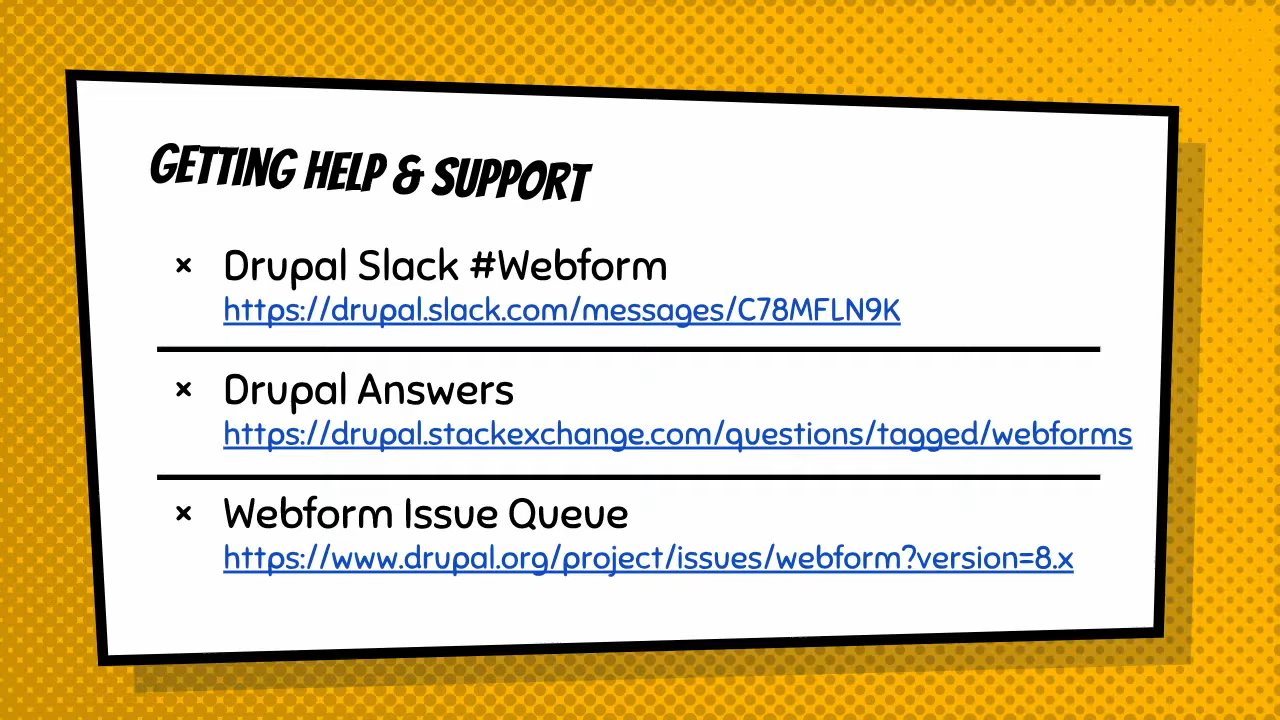 GETTING HELP & SUPPORT
× Drupal Slack #Webform
https://drupal.slack.com/messages/C78MFLN9K
× Drupal Answers
https://drupal.stackexchange.com/questions/tagged/webforms
× Webform Issue Queue
https://www.drupal.org/project/issues/webform?version=8.x